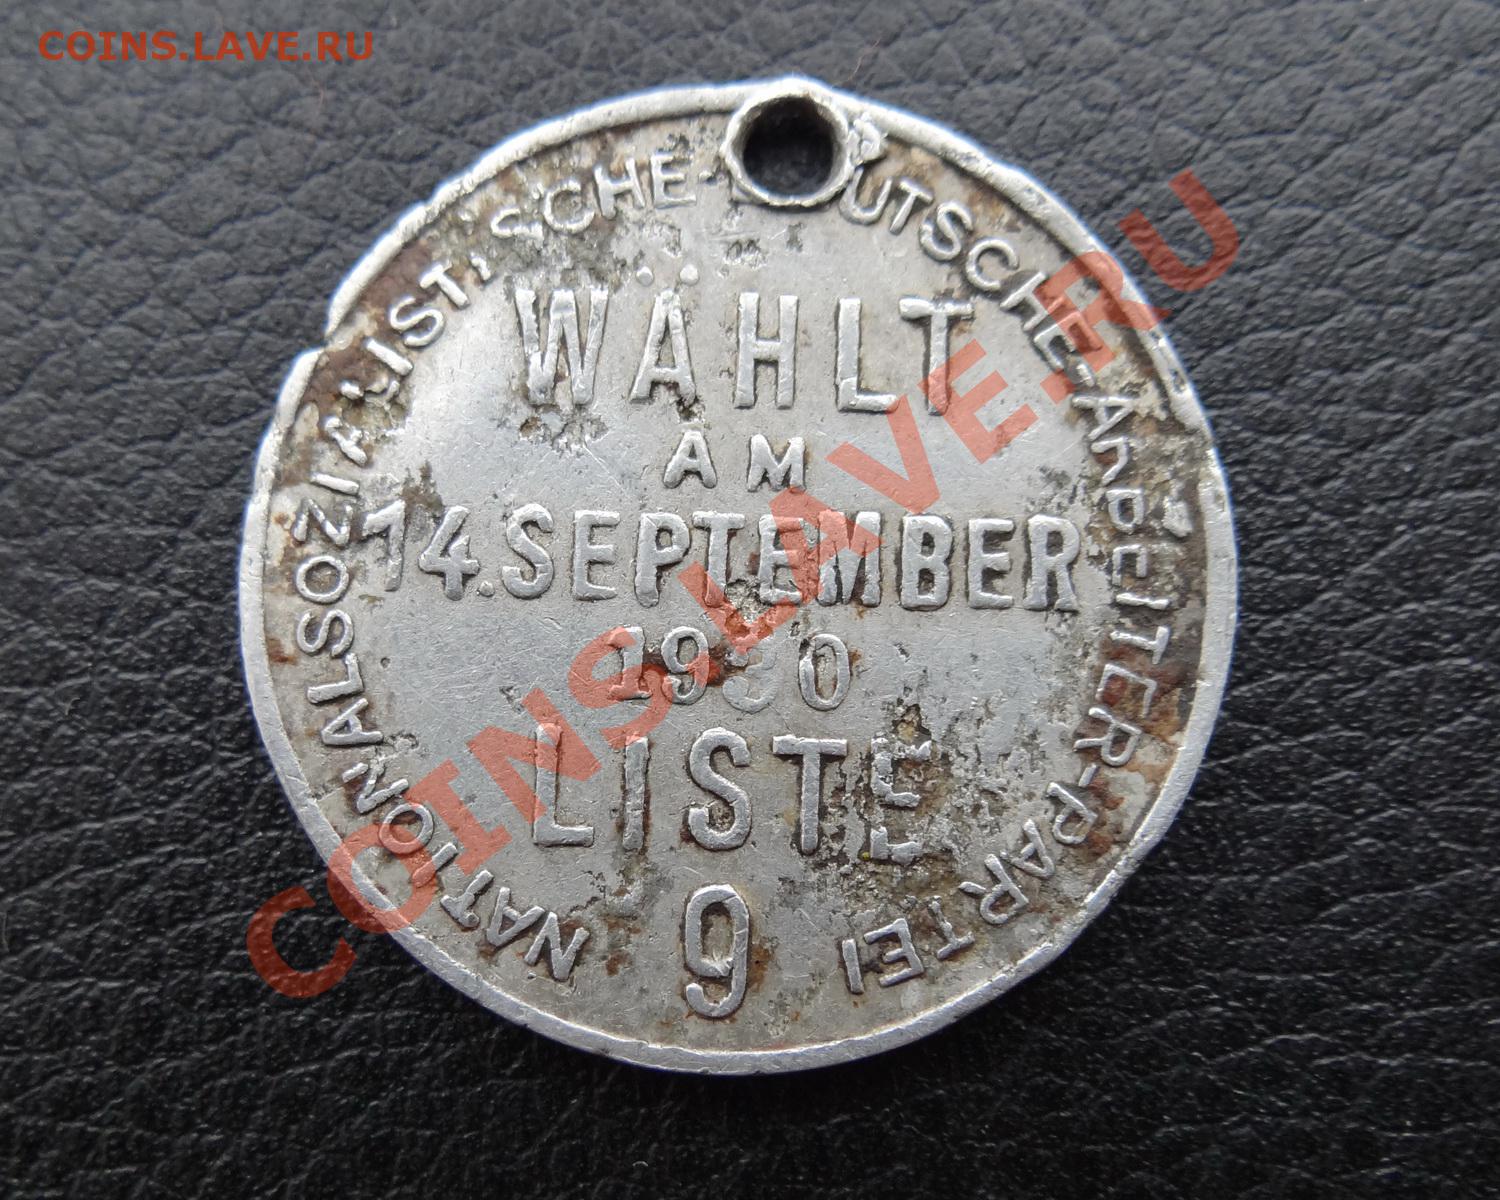 COINS.LAVE.RU
NATIONALSOZIALISTISCHE-DEUTSCHE-ARBEITER-PARTEI
WÄHLT
AM
14. SEPTEMBER
1930
LISTE
9
COINS.LAVE.RU